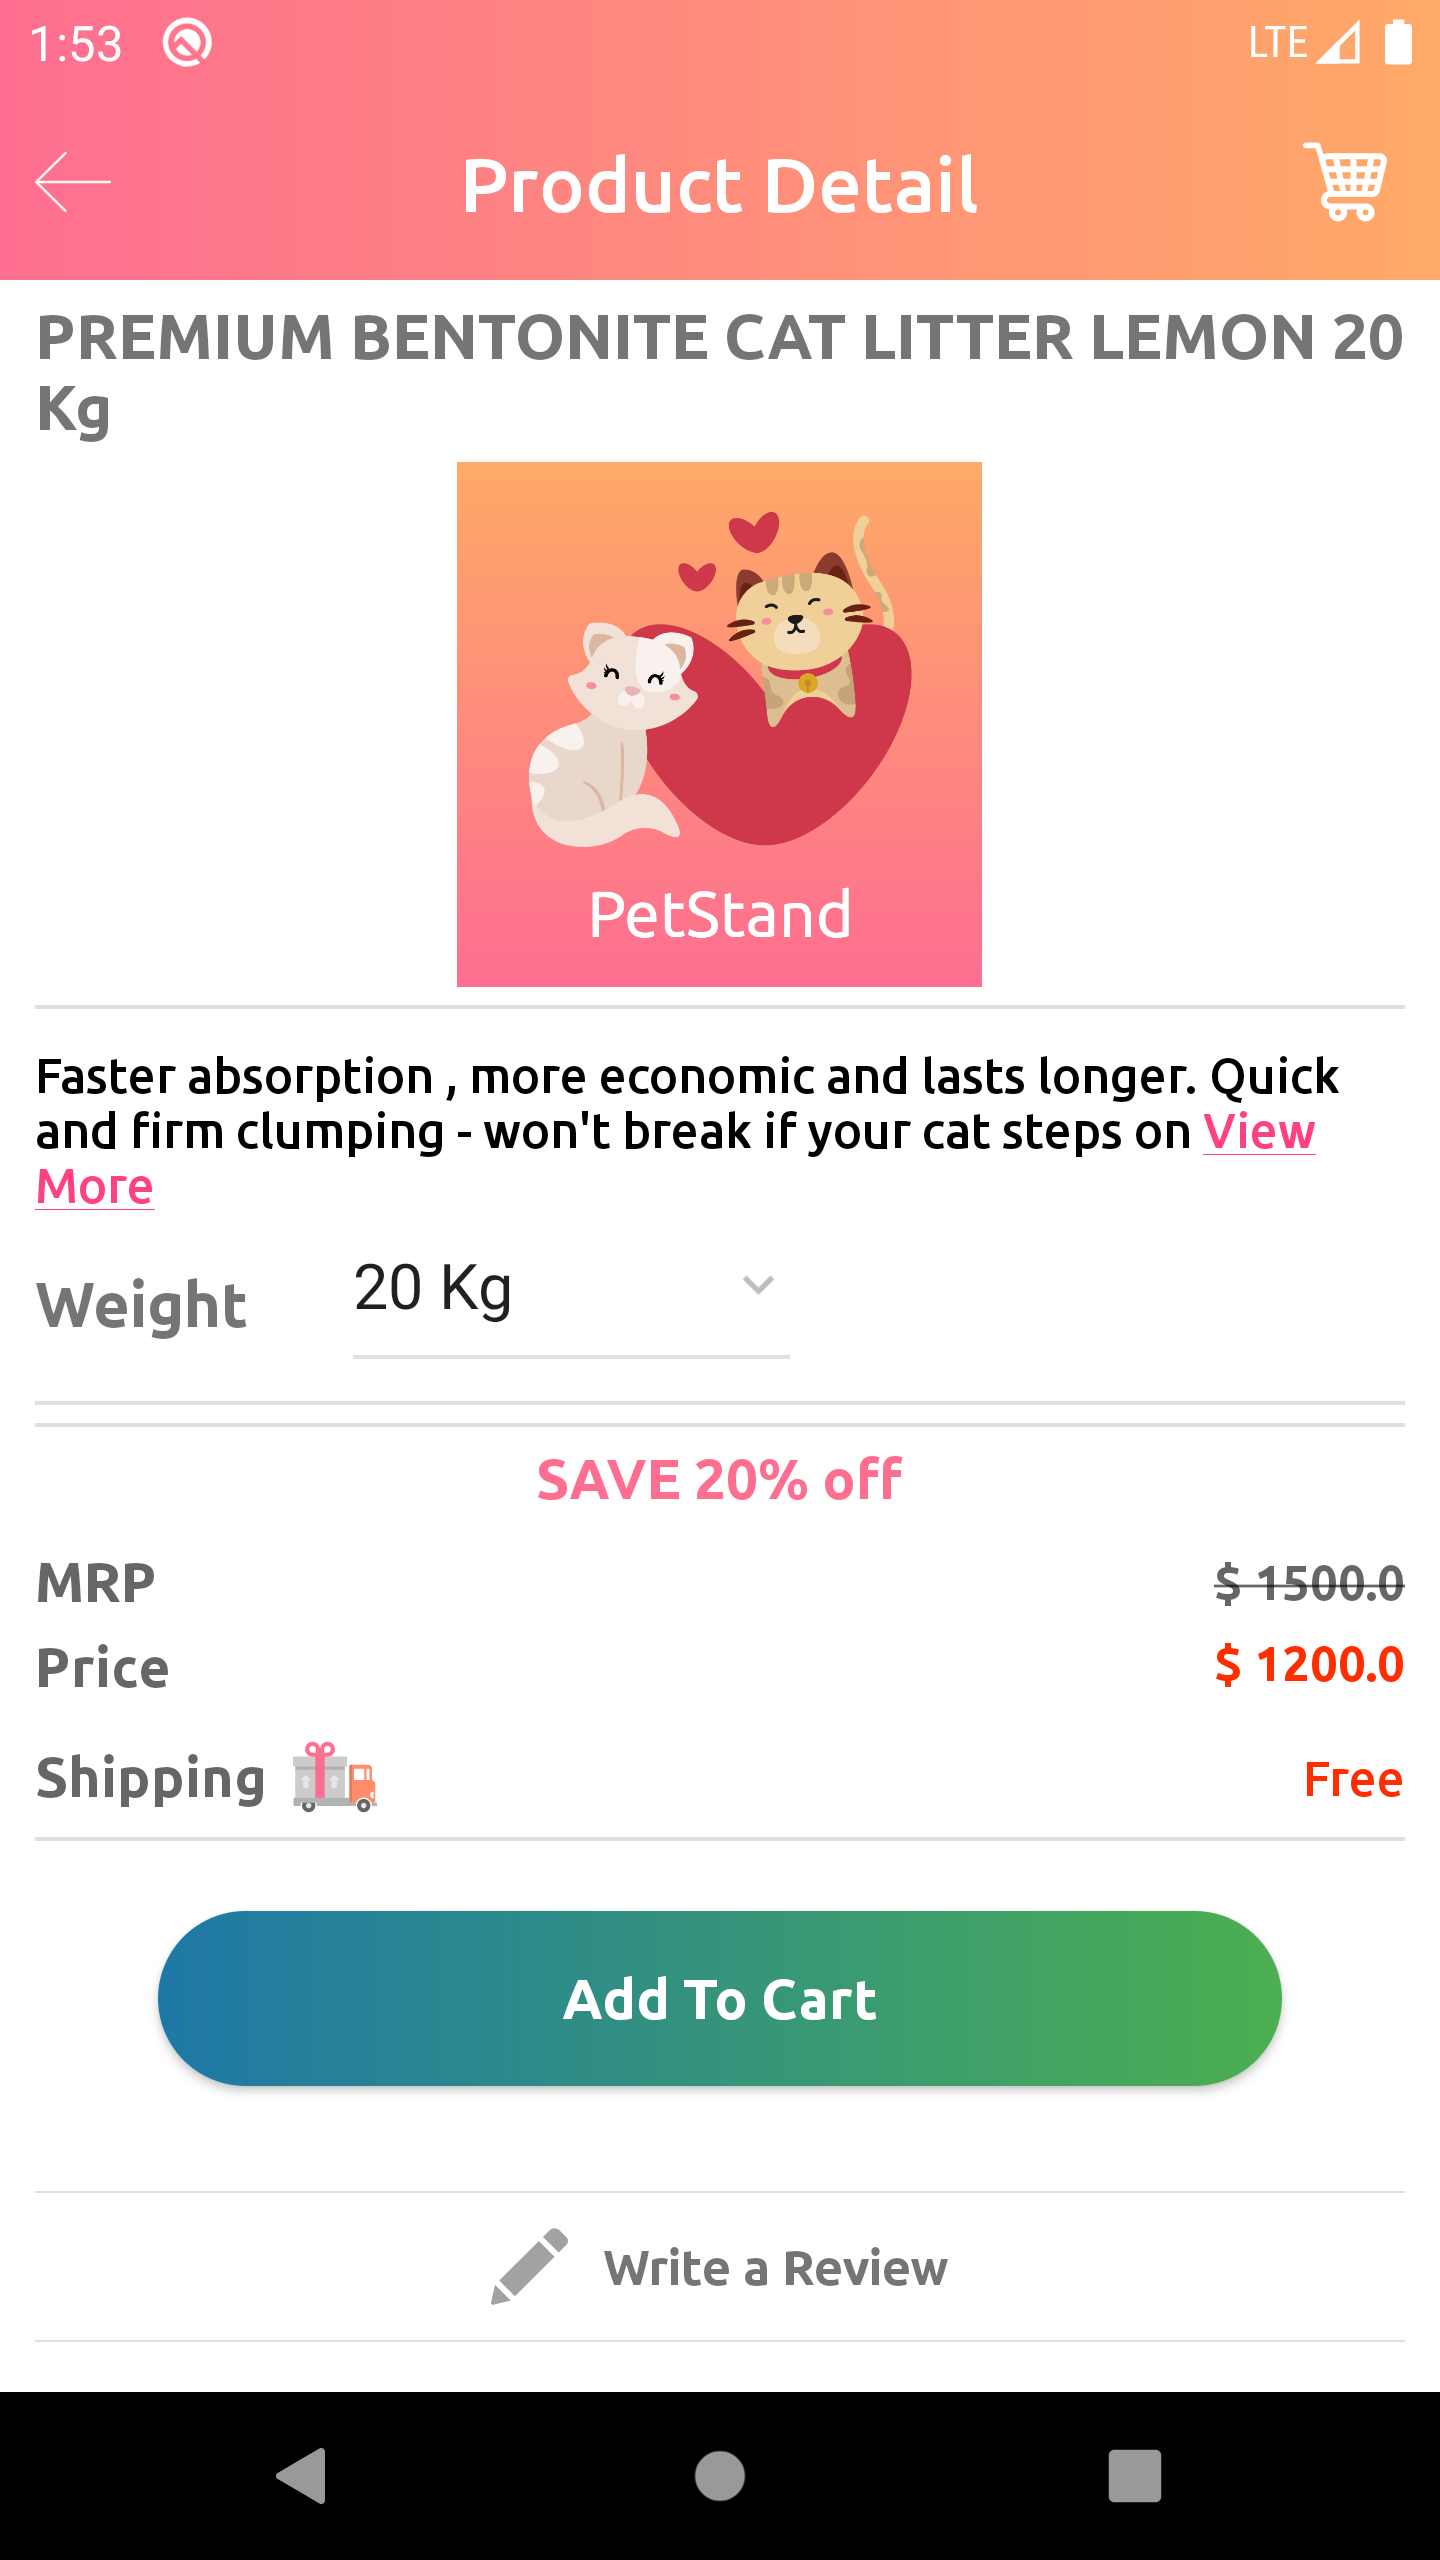 1:53
LTE
Product Detail
PREMIUM BENTONITE CAT LITTER LEMON 20
Kg
PetStand
Faster absorption , more economic and lasts longer. Quick
and firm clumping - won't break if your cat steps on View
More
Weight
20 Kg
SAVE 20% off
MRP
$ 1500.0
Price
$ 1200.0
Shipping
Free
Add To Cart
Write a Review